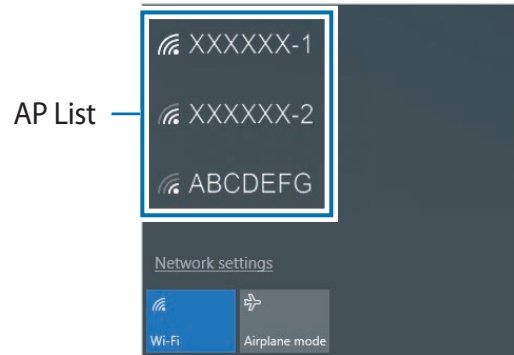 XXXXXX-1
AP List
XXXXXX-2
ABCDEFG
Network settings
Wi-Fi
Airplane mode